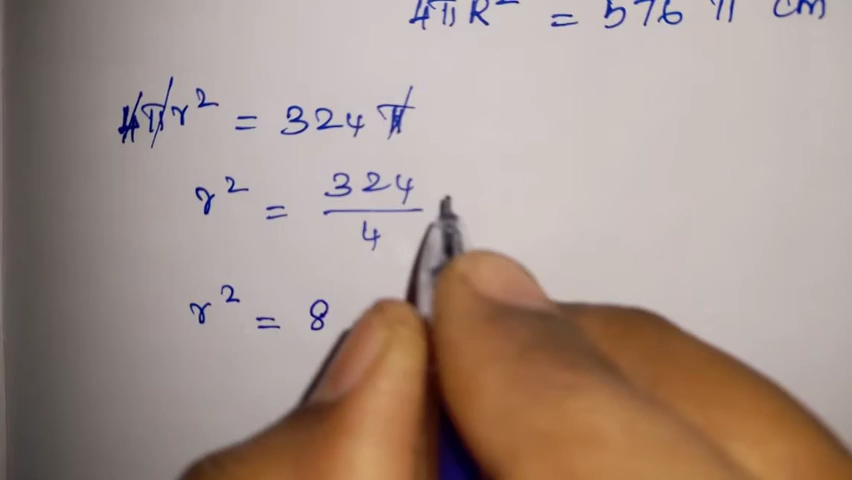 4πR² = 576 π cm
4πr² = 324 π
r² = 324/4
r² = 8